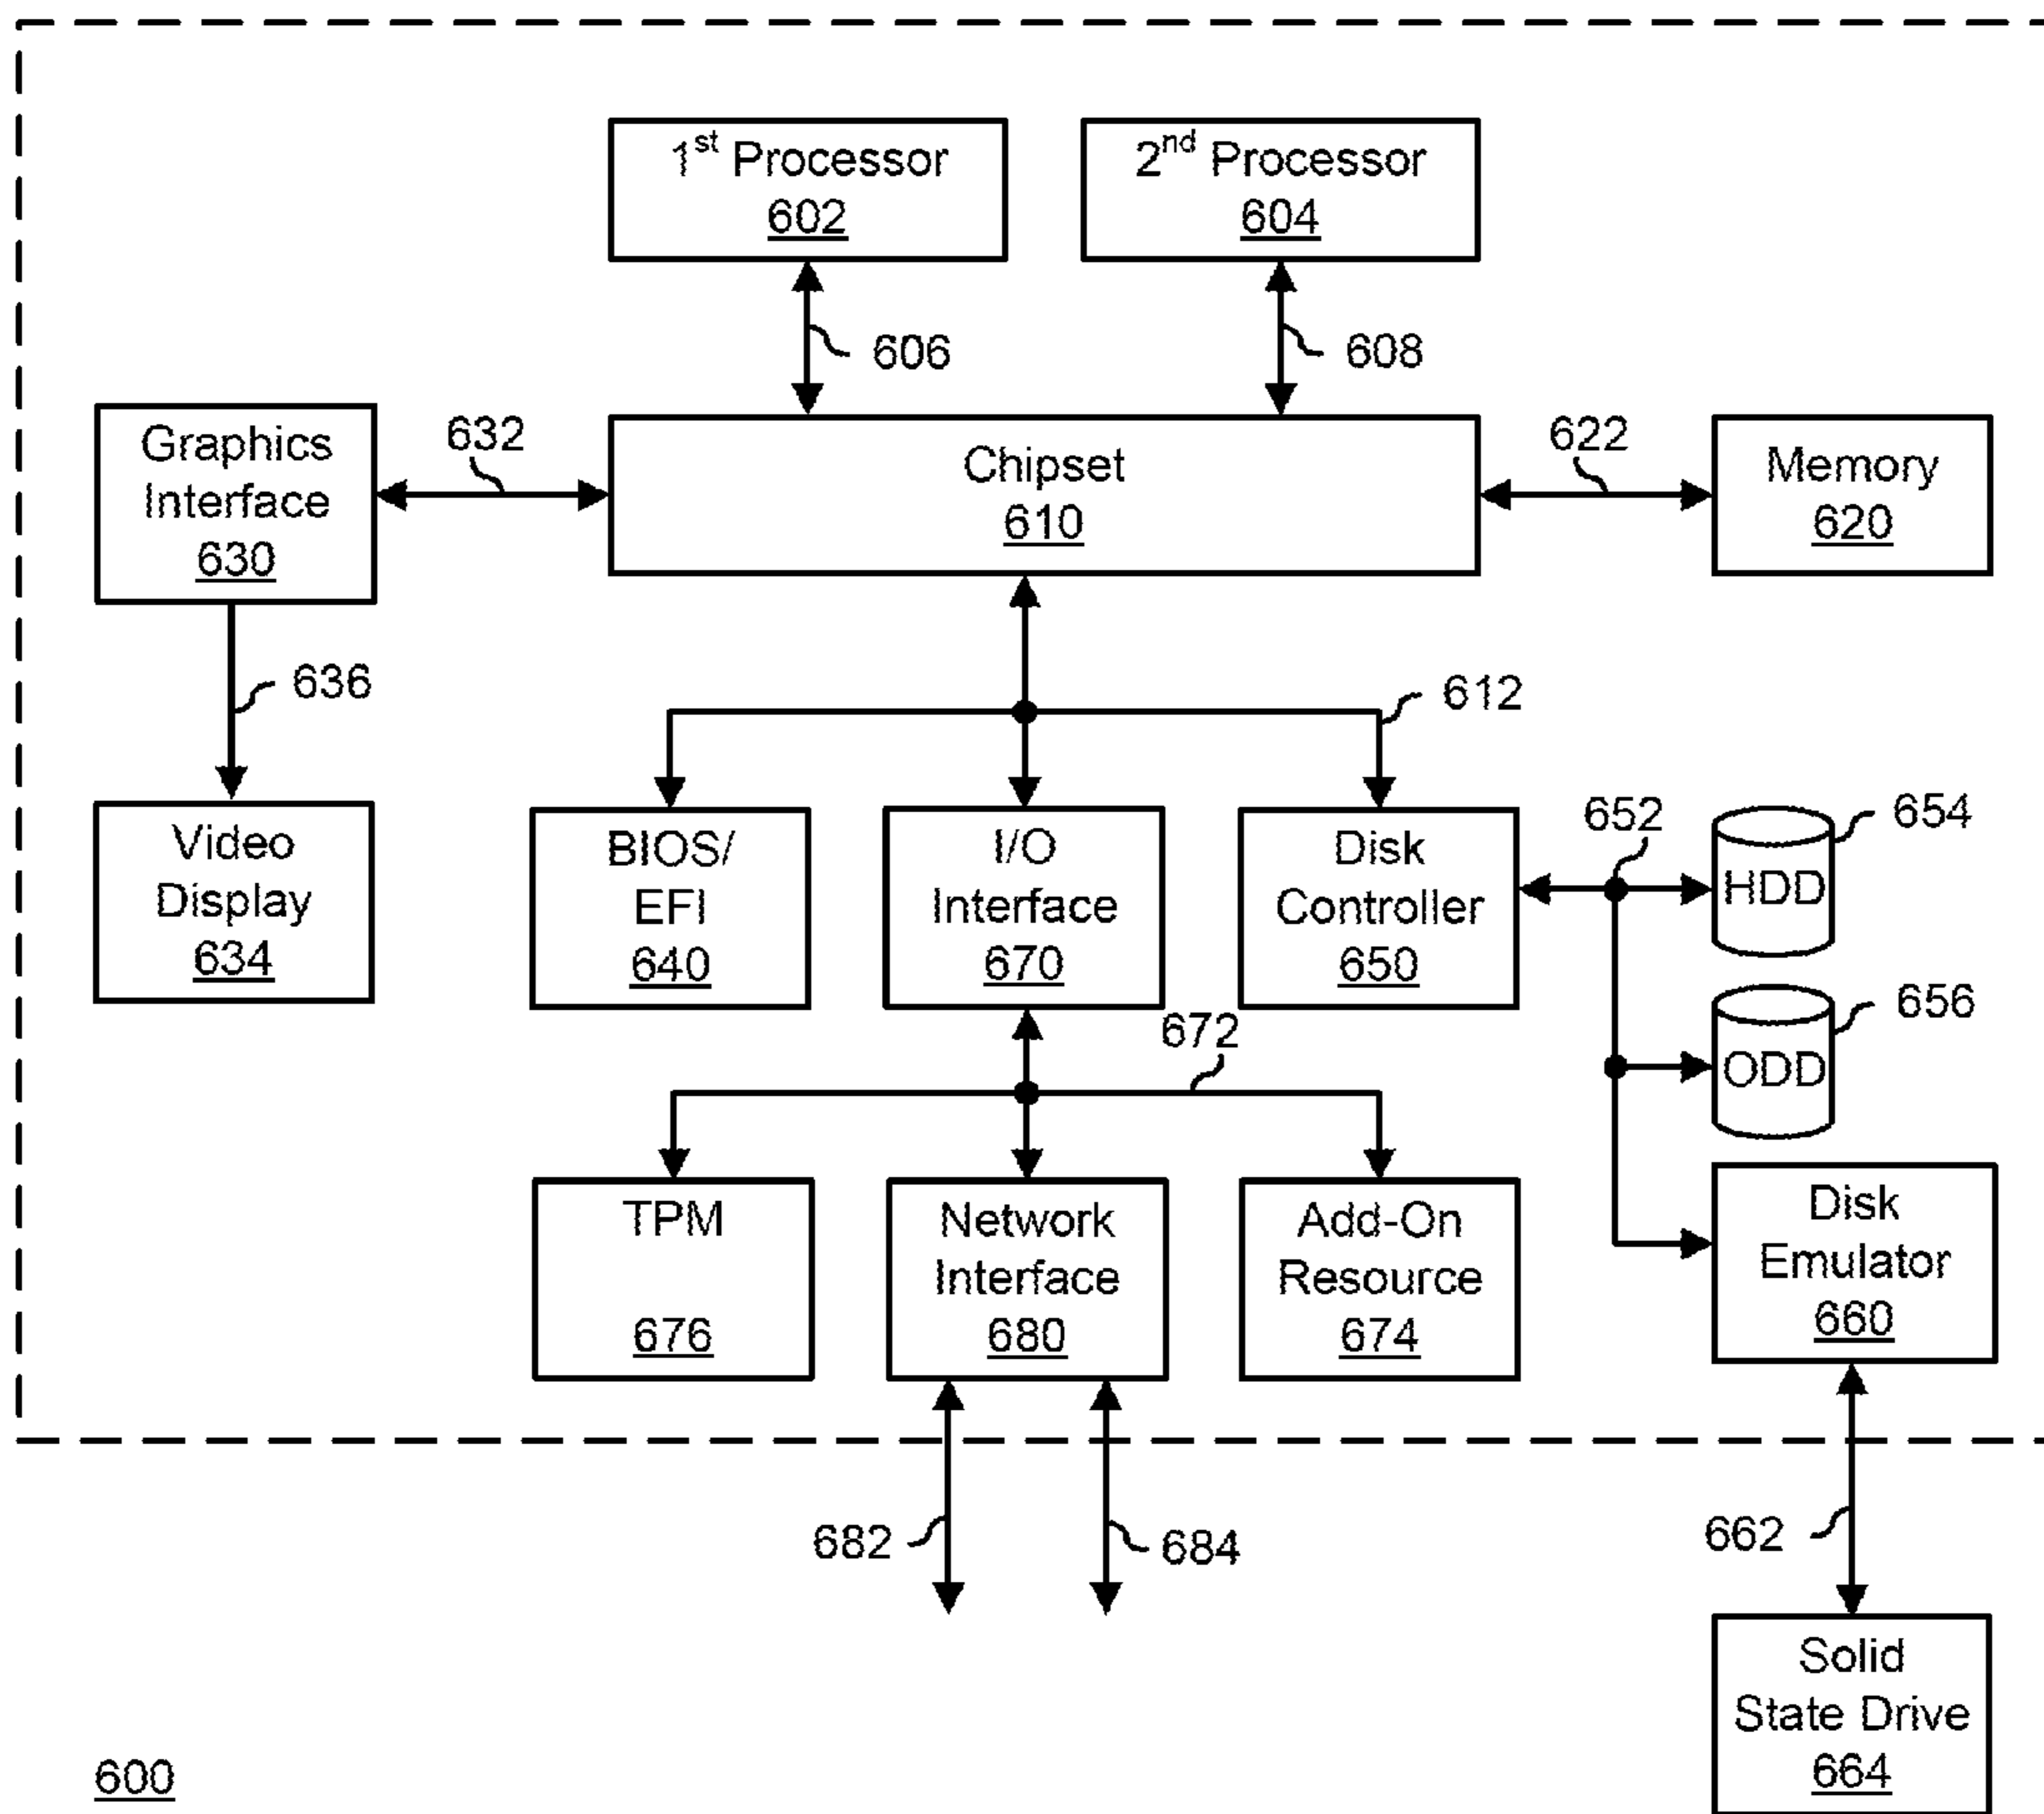 1st Processor
602
2nd Processor
604
606
608
Graphics
Interface
630
632
Chipset
610
622
Memory
620
636
612
Video
Display
634
BIOS/
EFI
640
I/O
Interface
670
Disk
Controller
650
652
HDD
654
ODD
656
672
TPM
676
Network
Interface
680
Add-On
Resource
674
Disk
Emulator
660
682
684
662
Solid
State Drive
664
600